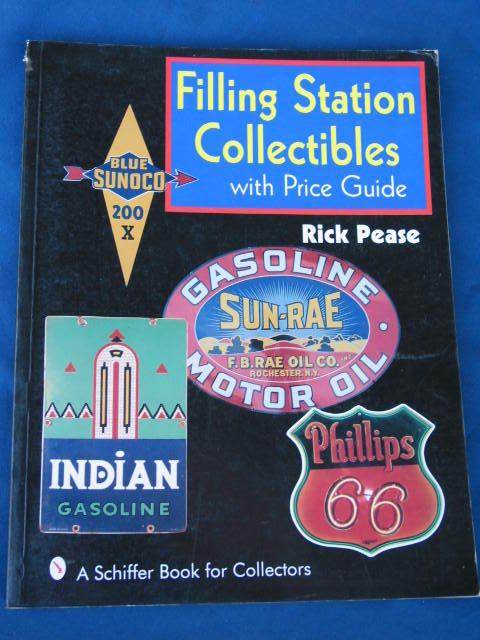 Filling Station
Collectibles
with Price Guide
Rick Pease
BLUE
SUNOCO
200
X
GASOLINE
SUN-RAE
F.B. RAE OIL CO. INC.
ROCHESTER. N.Y.
MOTOR OIL
INDIAN
GASOLINE
Phillips
66
A Schiffer Book for Collectors